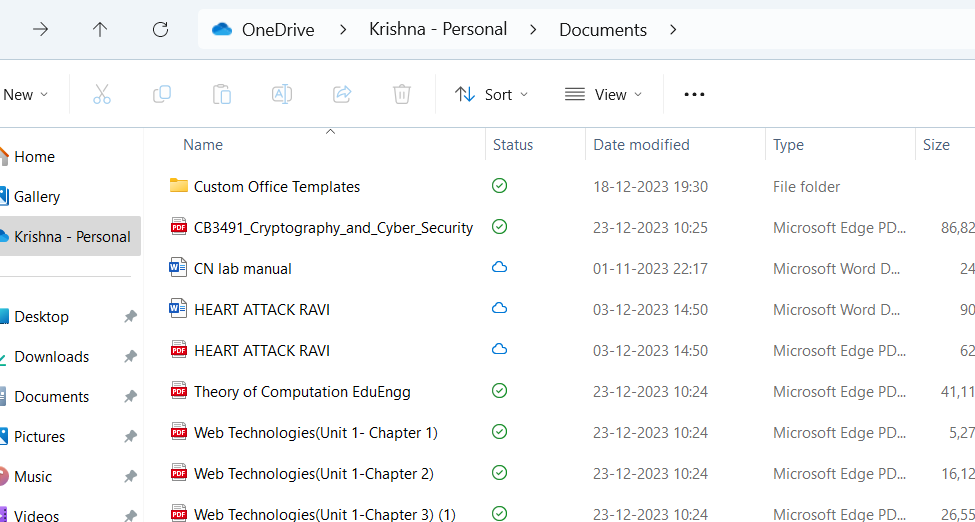 OneDrive Krishna - Personal Documents
New Sort View
Name Status Date modified Type Size
Home
Gallery
Krishna - Personal
Desktop
Downloads
Documents
Pictures
Music
Videos
Custom Office Templates 18-12-2023 19:30 File folder
CB3491_Cryptography_and_Cyber_Security 23-12-2023 10:25 Microsoft Edge PD... 86,82
CN lab manual 01-11-2023 22:17 Microsoft Word D... 24
HEART ATTACK RAVI 03-12-2023 14:50 Microsoft Word D... 90
HEART ATTACK RAVI 03-12-2023 14:50 Microsoft Edge PD... 62
Theory of Computation EduEngg 23-12-2023 10:24 Microsoft Edge PD... 41,11
Web Technologies(Unit 1- Chapter 1) 23-12-2023 10:24 Microsoft Edge PD... 5,27
Web Technologies(Unit 1-Chapter 2) 23-12-2023 10:24 Microsoft Edge PD... 16,12
Web Technologies(Unit 1-Chapter 3) (1) 23-12-2023 10:24 Microsoft Edge PD... 26,55